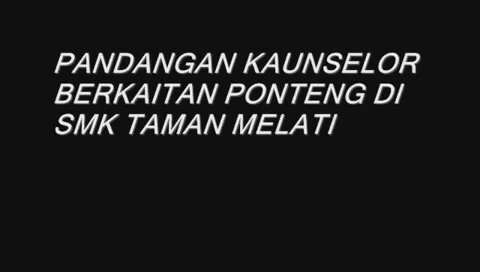 PANDANGAN KAUNSELOR
BERKAITAN PONTENG DI
SMK TAMAN MELATI